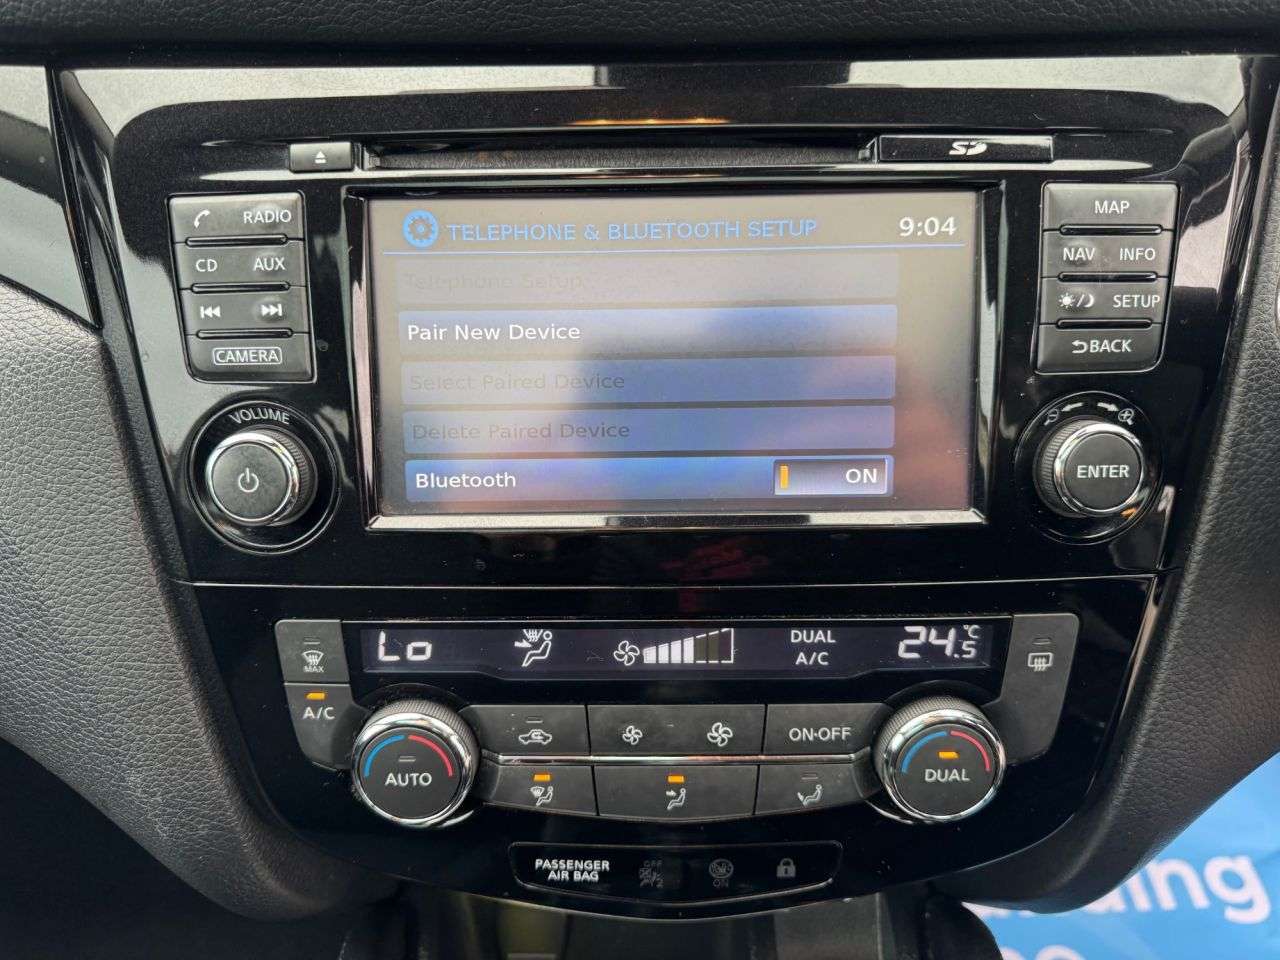 SD
RADIO
CD AUX
CAMERA
VOLUME
TELEPHONE & BLUETOOTH SETUP 9:04
Telephone Setup
Pair New Device
Select Paired Device
Delete Paired Device
Bluetooth ON
MAP
NAV INFO
SETUP
BACK
ENTER
Lo DUAL A/C 24.5°C
MAX
A/C
AUTO
ON·OFF
DUAL
PASSENGER
AIR BAG
OFF
ON
ding